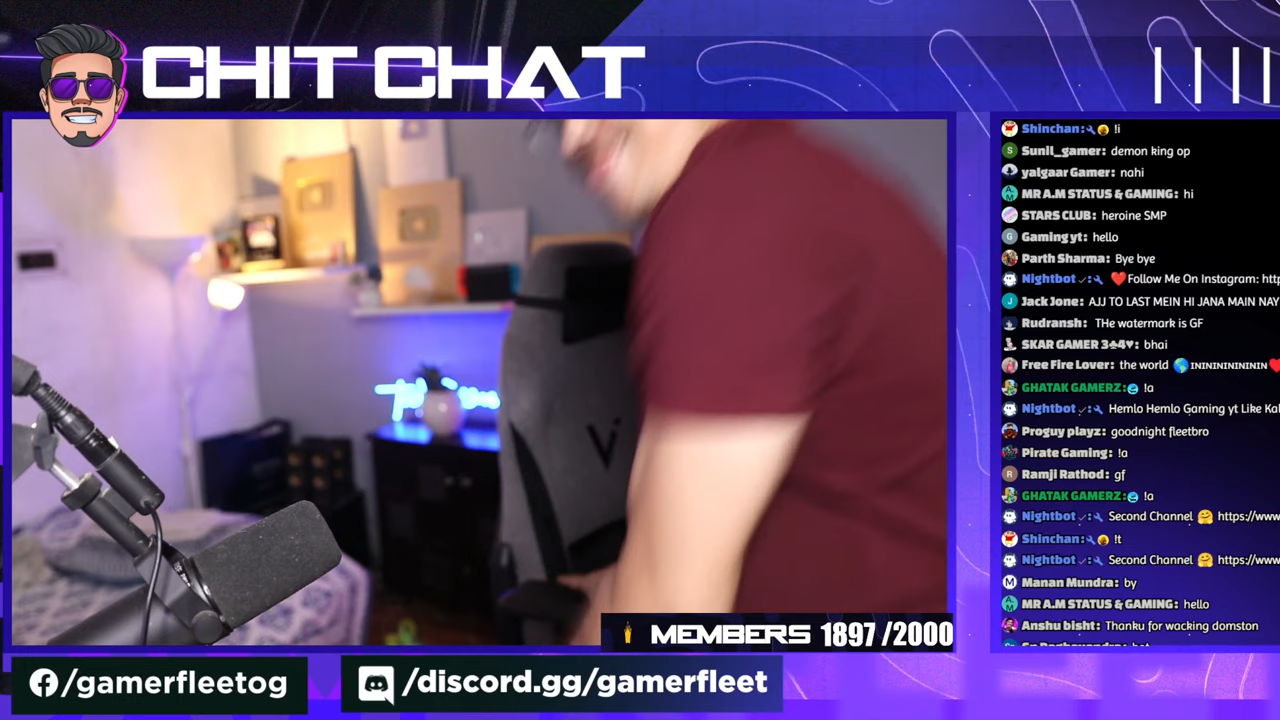 CHIT CHAT
Shinchan: !i
Sunil_gamer: demon king op
yalgaar Gamer: nahi
MR A.M STATUS & GAMING: hi
STARS CLUB: heroine SMP
Gaming yt: hello
Parth Sharma: Bye bye
Nightbot ✓: ❤️Follow Me On Instagram: http
Jack Jone: AJJ TO LAST MEIN HI JANA MAIN NAY
Rudransh: THe watermark is GF
SKAR GAMER 3♣4♥: bhai
Free Fire Lover: the world 🌎ɪɴɪɴɪɴɪɴɪɴɪɴɪɴ❤️
GHATAK GAMERZ: !a
Nightbot ✓: Hemlo Hemlo Gaming yt Like Kal
Proguy playz: goodnight fleetbro
Pirate Gaming: !a
Ramji Rathod: gf
GHATAK GAMERZ: !a
Nightbot ✓: Second Channel 🤗 https://www
Shinchan: !t
Nightbot ✓: Second Channel 🤗 https://www
Manan Mundra: by
MR A.M STATUS & GAMING: hello
Anshu bisht: Thanku for wacking domston
MEMBERS 1897 /2000
/gamerfleetog
/discord.gg/gamerfleet